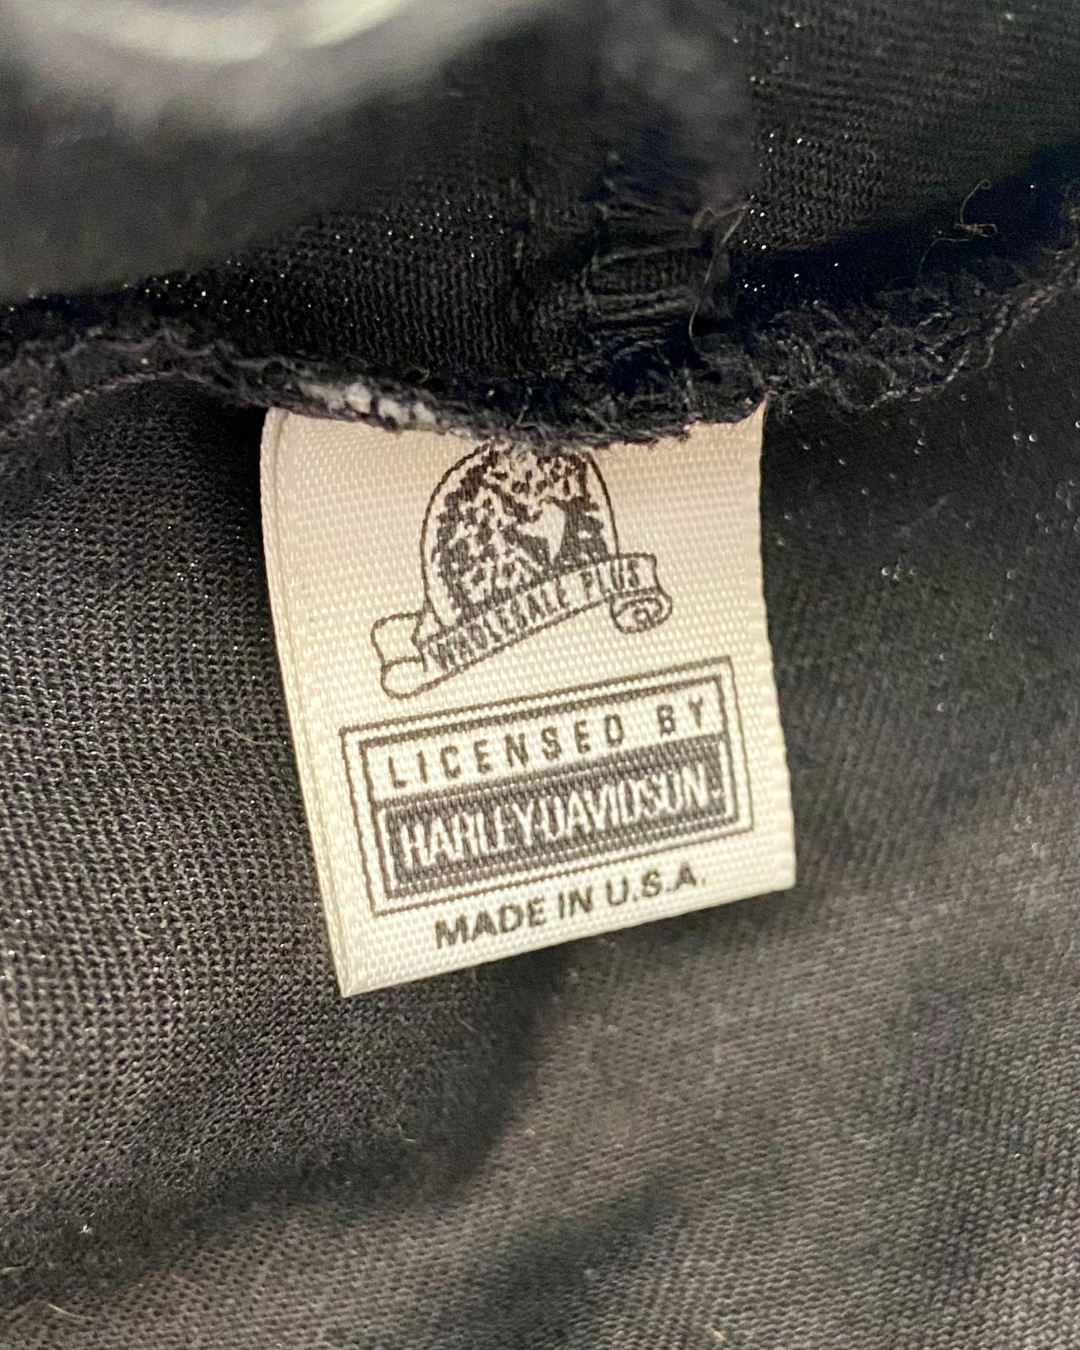 WHOLESALE PLUS
LICENSED BY
HARLEY-DAVIDSON
MADE IN U.S.A.